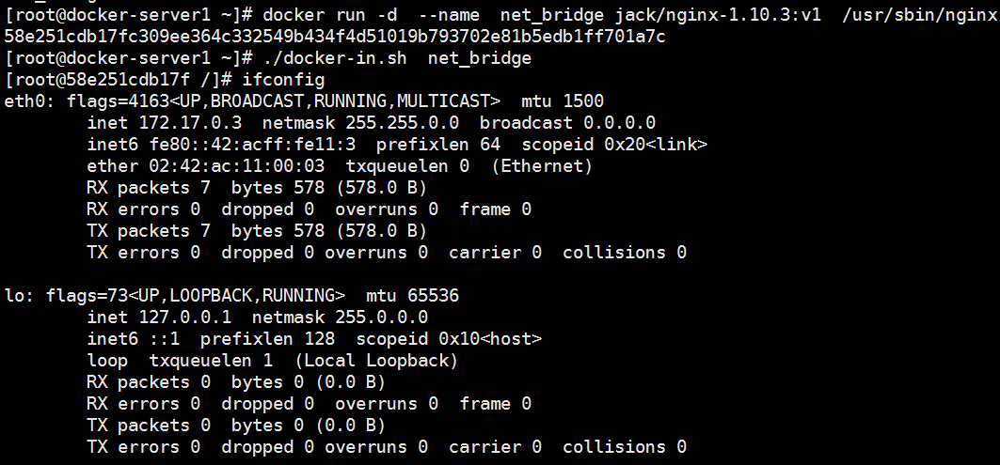 [root@docker-server1 ~]# docker run -d  --name  net_bridge jack/nginx-1.10.3:v1  /usr/sbin/nginx
58e251cdb17fc309ee364c332549b434f4d51019b793702e81b5edb1ff701a7c
[root@docker-server1 ~]# ./docker-in.sh  net_bridge
[root@58e251cdb17f /]# ifconfig
eth0: flags=4163<UP,BROADCAST,RUNNING,MULTICAST>  mtu 1500
        inet 172.17.0.3  netmask 255.255.0.0  broadcast 0.0.0.0
        inet6 fe80::42:acff:fe11:3  prefixlen 64  scopeid 0x20<link>
        ether 02:42:ac:11:00:03  txqueuelen 0  (Ethernet)
        RX packets 7  bytes 578 (578.0 B)
        RX errors 0  dropped 0  overruns 0  frame 0
        TX packets 7  bytes 578 (578.0 B)
        TX errors 0  dropped 0 overruns 0  carrier 0  collisions 0

lo: flags=73<UP,LOOPBACK,RUNNING>  mtu 65536
        inet 127.0.0.1  netmask 255.0.0.0
        inet6 ::1  prefixlen 128  scopeid 0x10<host>
        loop  txqueuelen 1  (Local Loopback)
        RX packets 0  bytes 0 (0.0 B)
        RX errors 0  dropped 0  overruns 0  frame 0
        TX packets 0  bytes 0 (0.0 B)
        TX errors 0  dropped 0 overruns 0  carrier 0  collisions 0